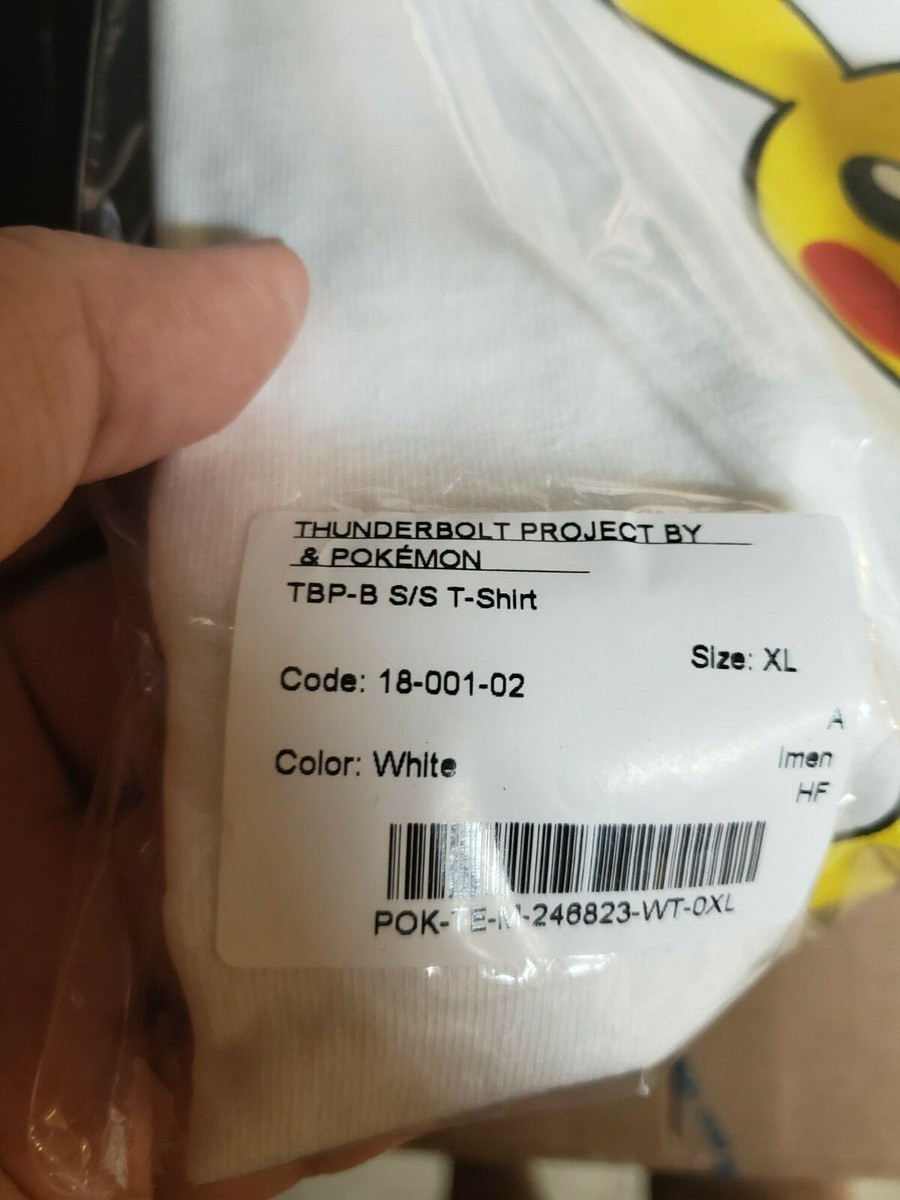 THUNDERBOLT PROJECT BY
& POKÉMON
TBP-B S/S T-Shirt
Size: XL
Code: 18-001-02
A
Color: White
lmen
HF
POK-TE-M-246823-WT-0XL